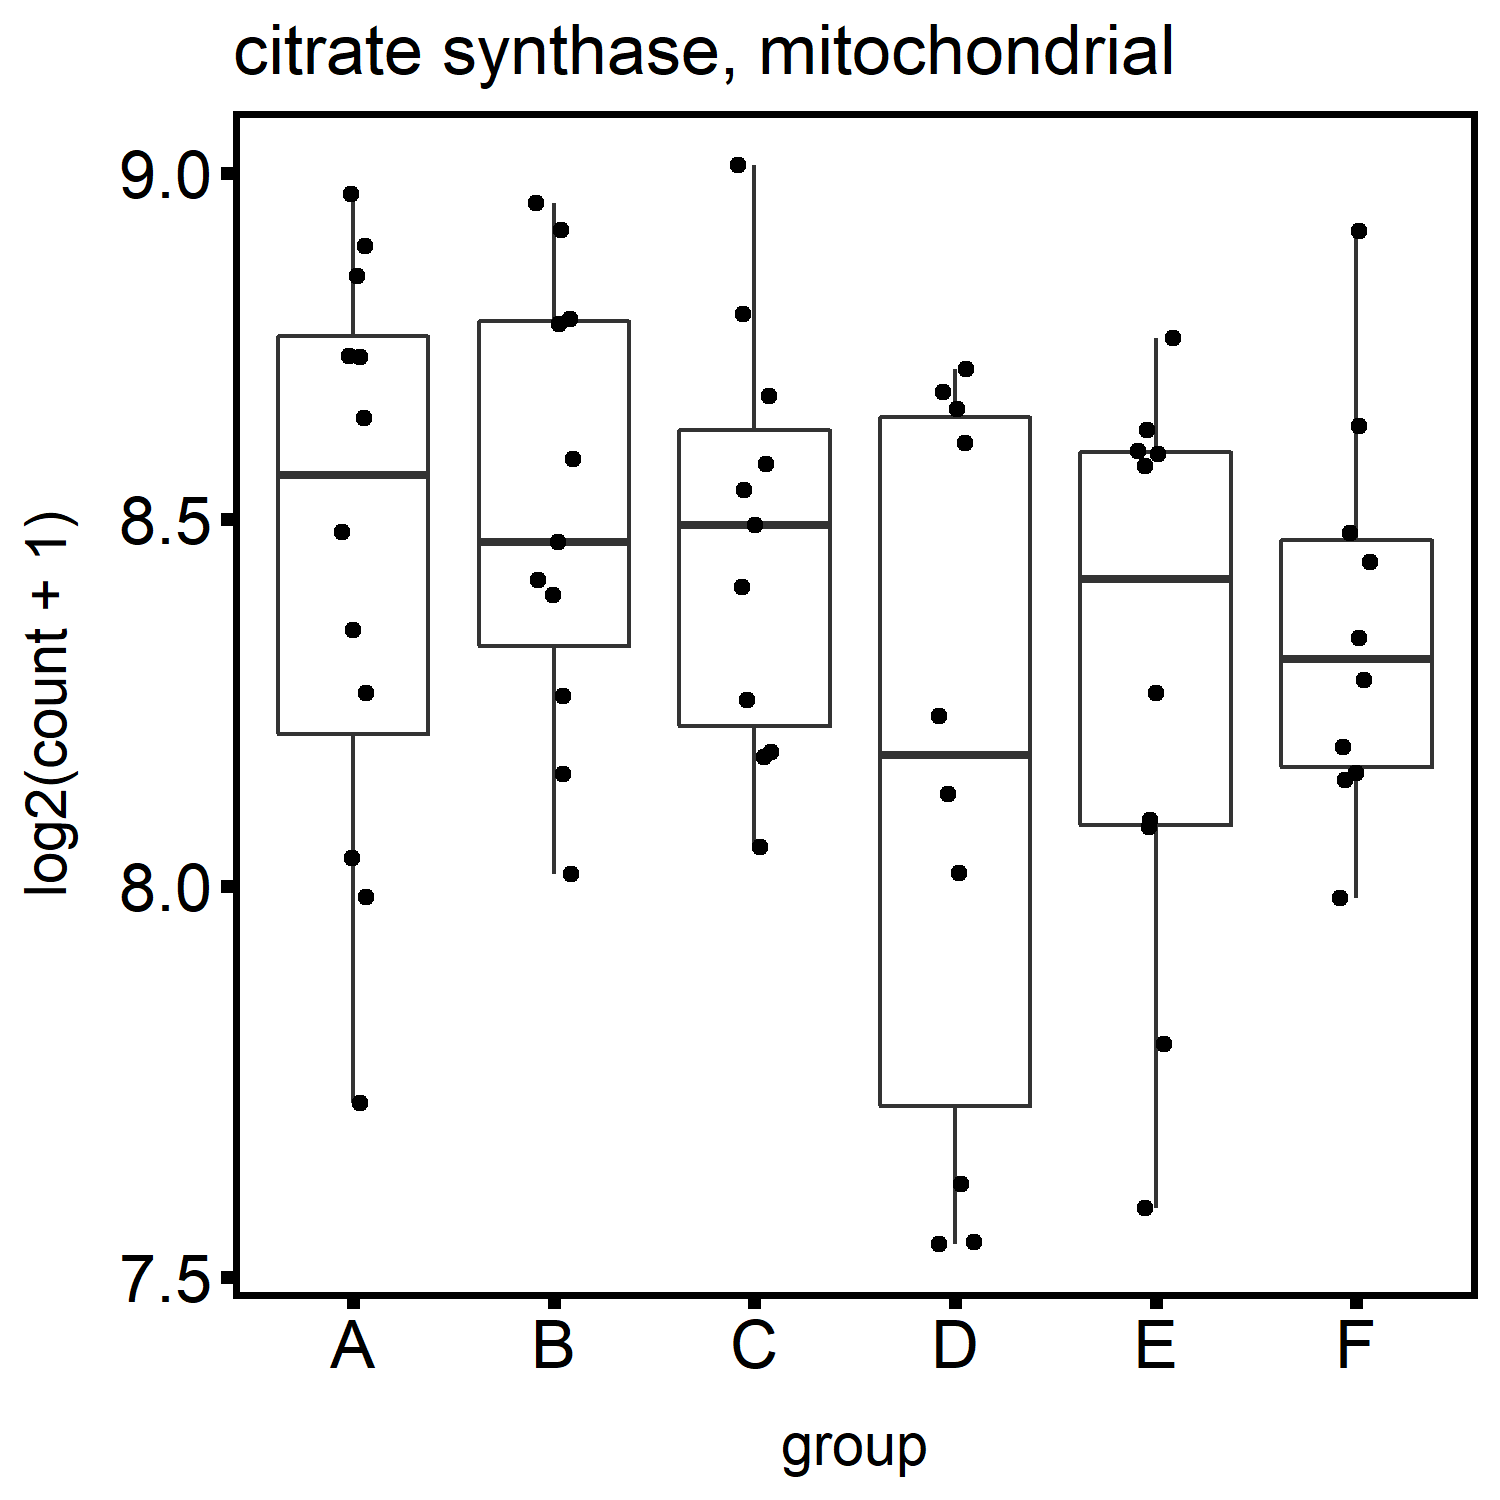 citrate synthase, mitochondrial
log2(count + 1)
9.0
8.5
8.0
7.5
A B C D E F
group